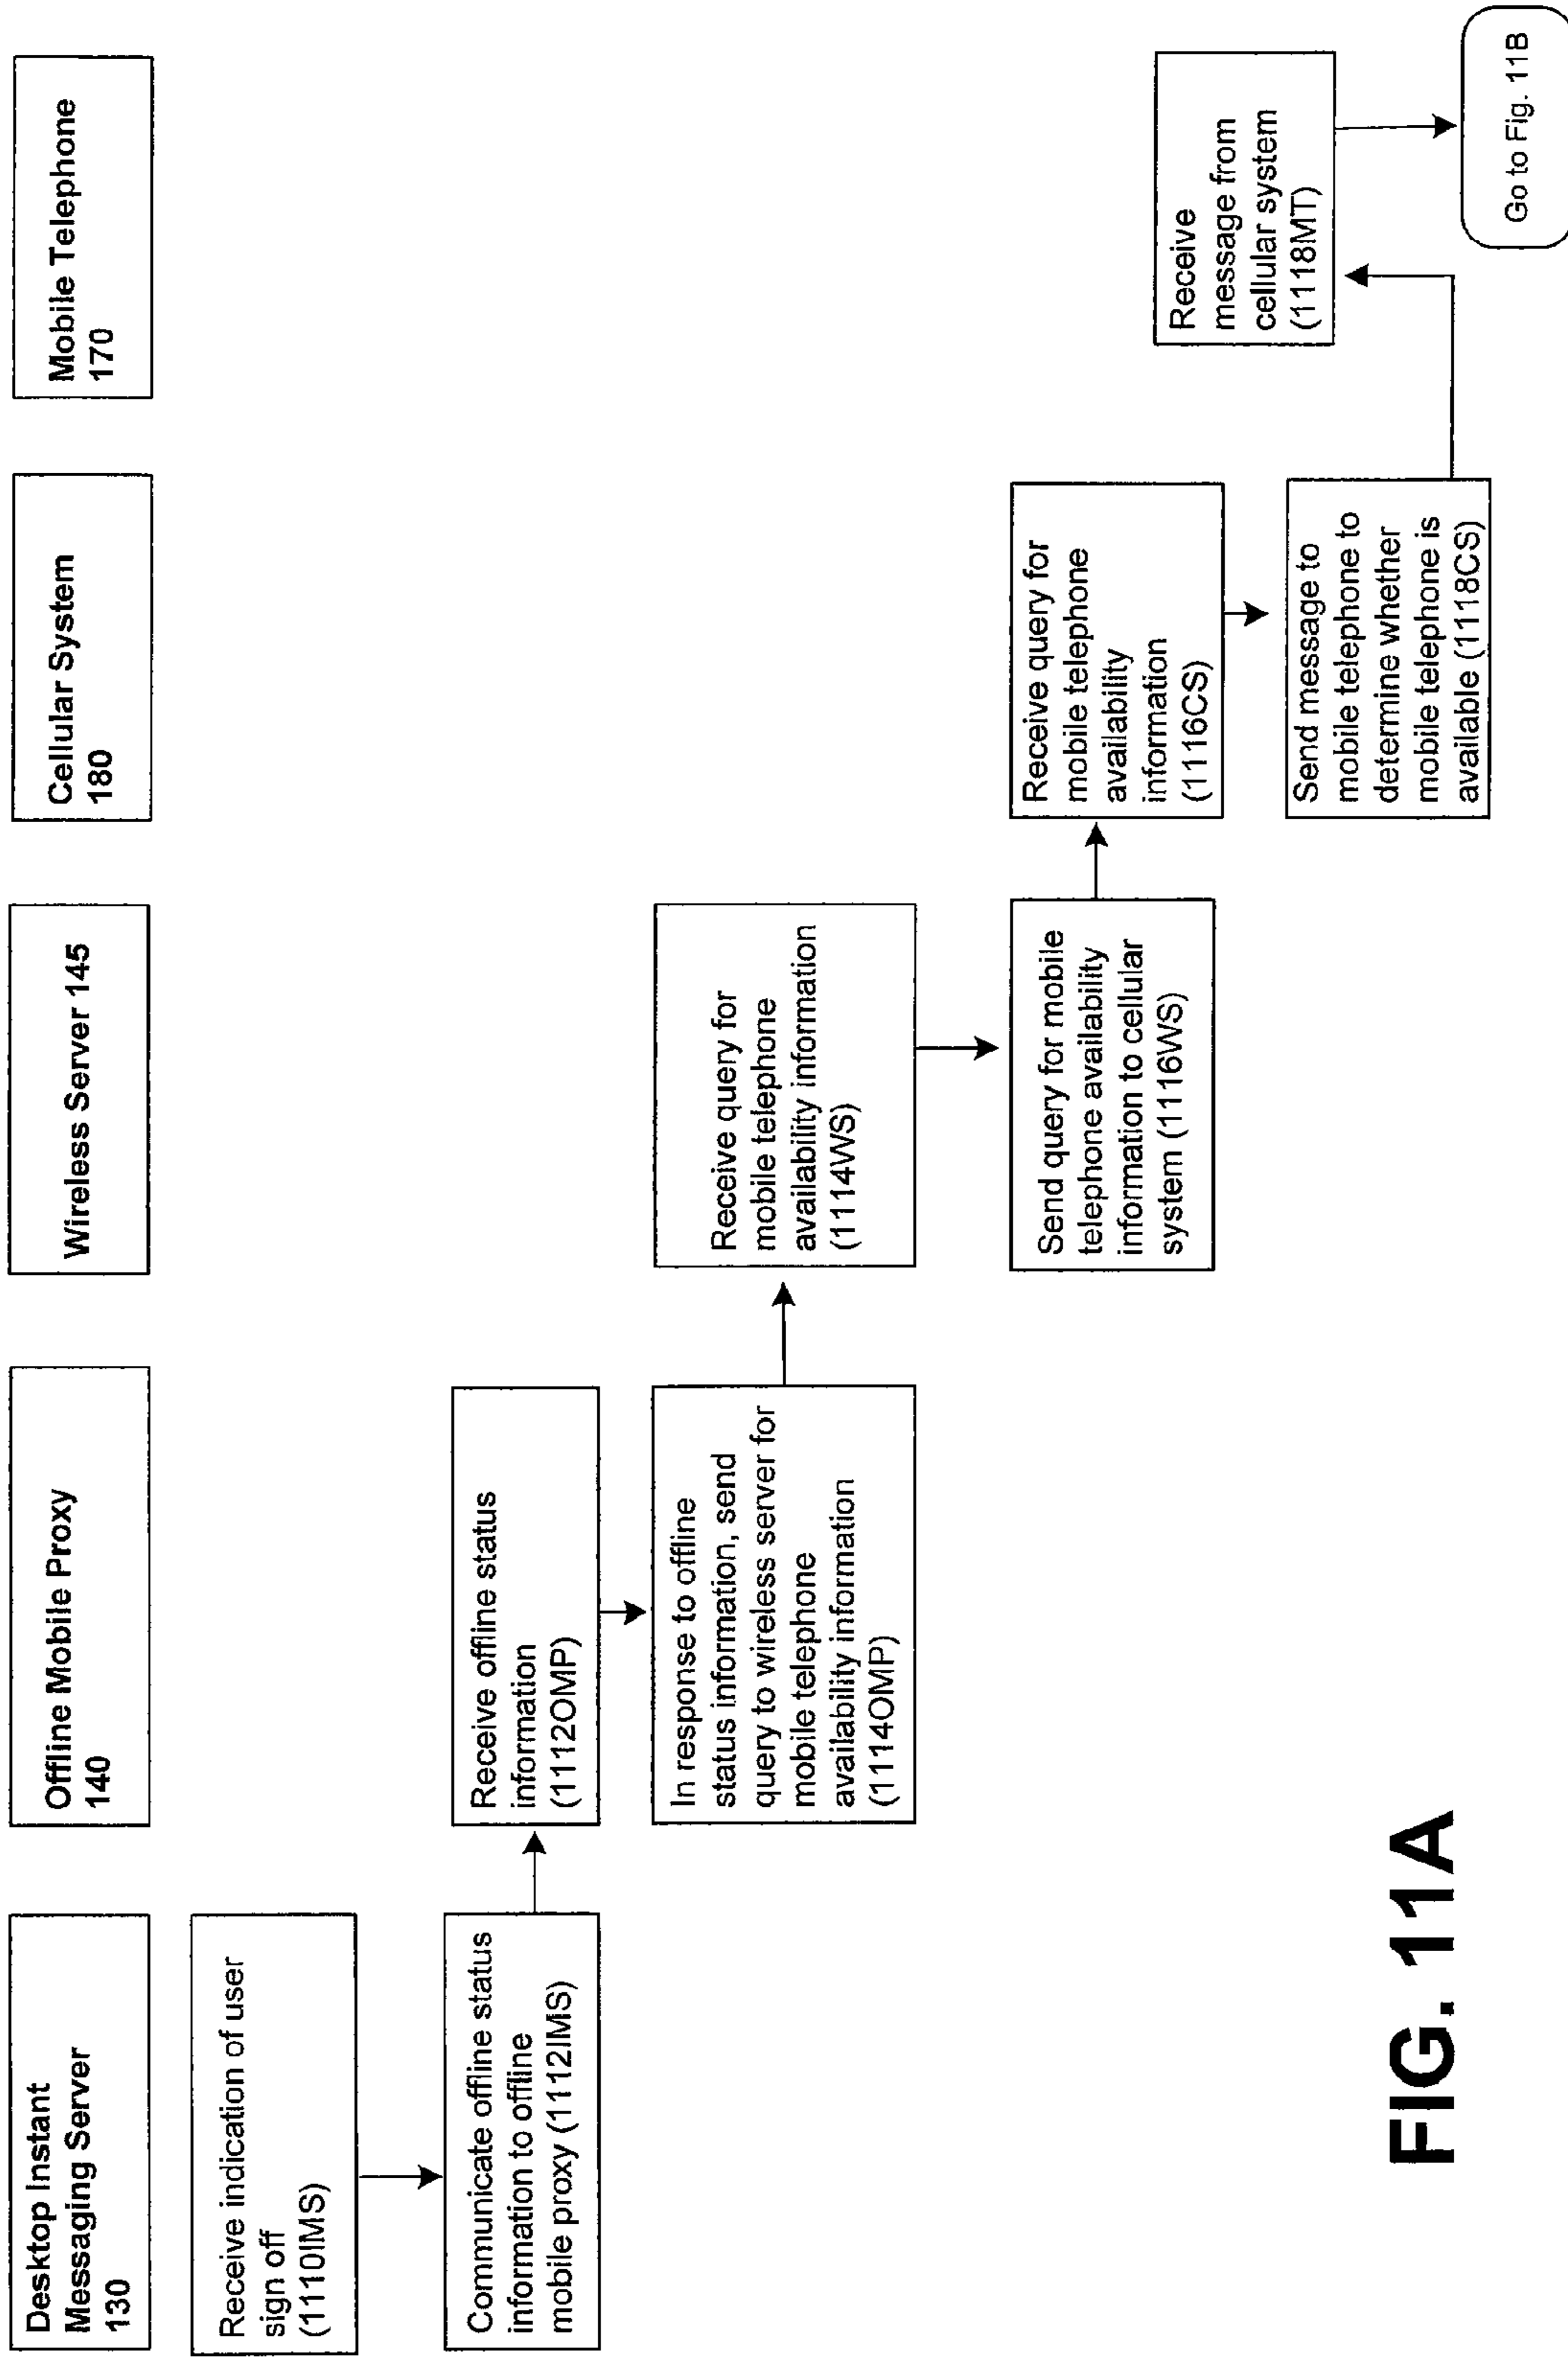 Desktop Instant
Messaging Server
130
Offline Mobile Proxy
140
Wireless Server 145
Cellular System
180
Mobile Telephone
170
Receive indication of user
sign off
(1110IMS)
Communicate offline status
information to offline
mobile proxy (1112IMS)
Receive offline status
information
(1112OMP)
In response to offline
status information, send
query to wireless server for
mobile telephone
availability information
(1114OMP)
Receive query for
mobile telephone
availability information
(1114WS)
Send query for mobile
telephone availability
information to cellular
system (1116WS)
Receive query for
mobile telephone
availability
information
(1116CS)
Send message to
mobile telephone to
determine whether
mobile telephone is
available (1118CS)
Receive
message from
cellular system
(1118MT)
Go to Fig. 11B
FIG. 11A